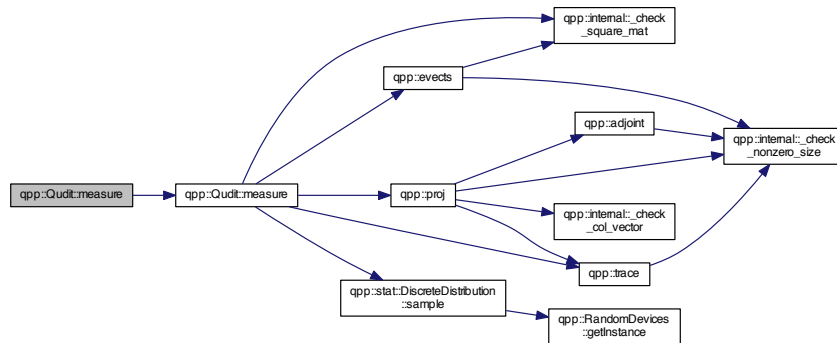 qpp::internal::_check
_square_mat
qpp::evects
qpp::adjoint
qpp::internal::_check
_nonzero_size
qpp::Qudit::measure
qpp::Qudit::measure
qpp::proj
qpp::internal::_check
_col_vector
qpp::trace
qpp::stat::DiscreteDistribution
::sample
qpp::RandomDevices
::getInstance